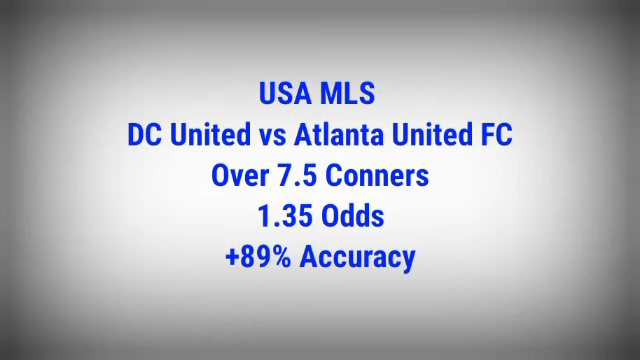 USA MLS
DC United vs Atlanta United FC
Over 7.5 Conners
1.35 Odds
+89% Accuracy